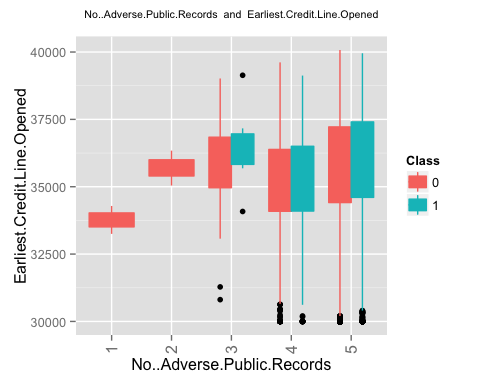 No..Adverse.Public.Records and Earliest.Credit.Line.Opened
40000
37500
35000
32500
30000
Earliest.Credit.Line.Opened
1 2 3 4 5
No..Adverse.Public.Records
Class
0
1